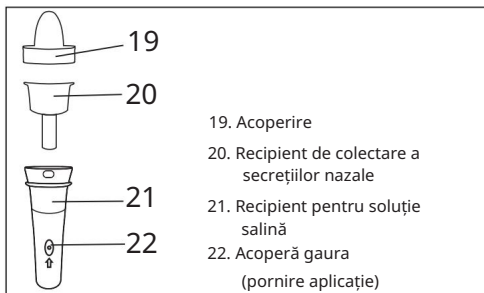 19
20
21
22
19. Acoperire
20. Recipient de colectare a
secrețiilor nazale
21. Recipient pentru soluție
salină
22. Acoperă gaura
(pornire aplicație)